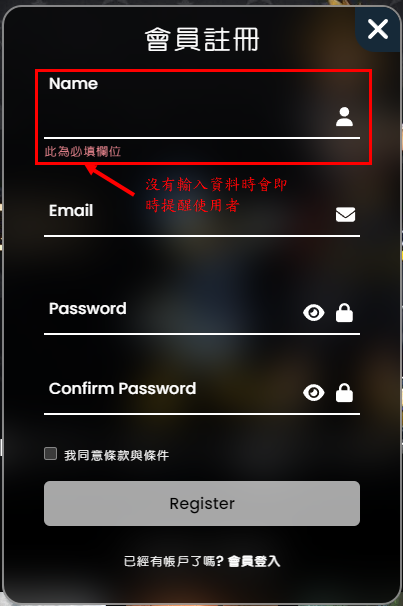 會員註冊
Name
此為必填欄位
沒有輸入資料時會即
時提醒使用者
Email
Password
Confirm Password
我同意條款與條件
Register
已經有帳戶了嗎? 會員登入